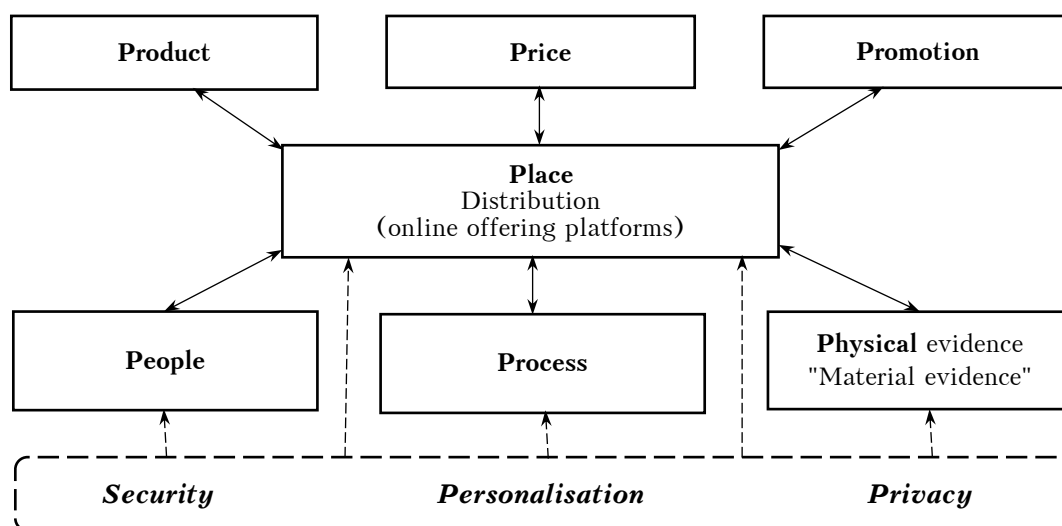 Product
Price
Promotion
Place
Distribution
(online offering platforms)
People
Process
Physical evidence
"Material evidence"
Security
Personalisation
Privacy